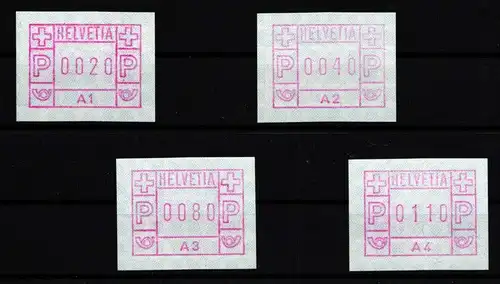 HELVETIA
P 0020 P
A1
HELVETIA
P 0040 P
A2
HELVETIA
P 0080 P
A3
HELVETIA
P 0110 P
A4